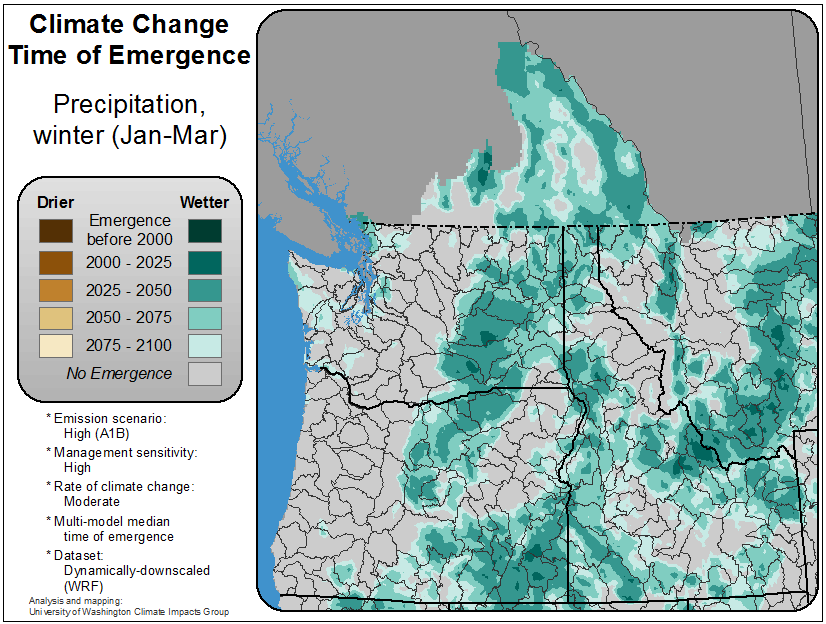 Climate Change
Time of Emergence
Precipitation,
winter (Jan-Mar)
Drier
Wetter
Emergence
before 2000
2000 - 2025
2025 - 2050
2050 - 2075
2075 - 2100
No Emergence
* Emission scenario:
High (A1B)
* Management sensitivity:
High
* Rate of climate change:
Moderate
* Multi-model median
time of emergence
* Dataset:
Dynamically-downscaled
(WRF)
Analysis and mapping:
University of Washington Climate Impacts Group